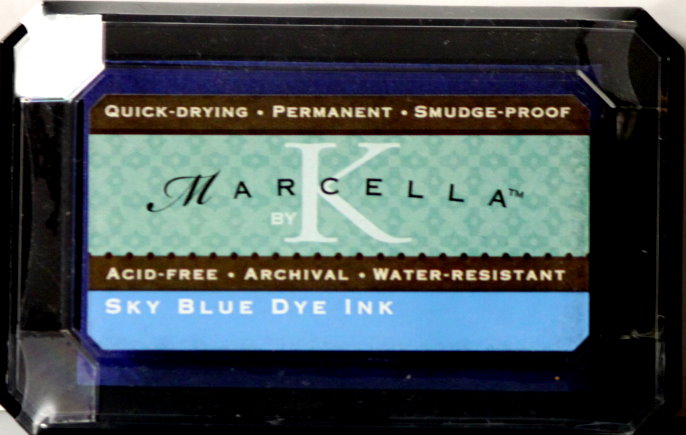 QUICK-DRYING • PERMANENT • SMUDGE-PROOF
MARCELLA™
BY K
ACID-FREE • ARCHIVAL • WATER-RESISTANT
SKY BLUE DYE INK